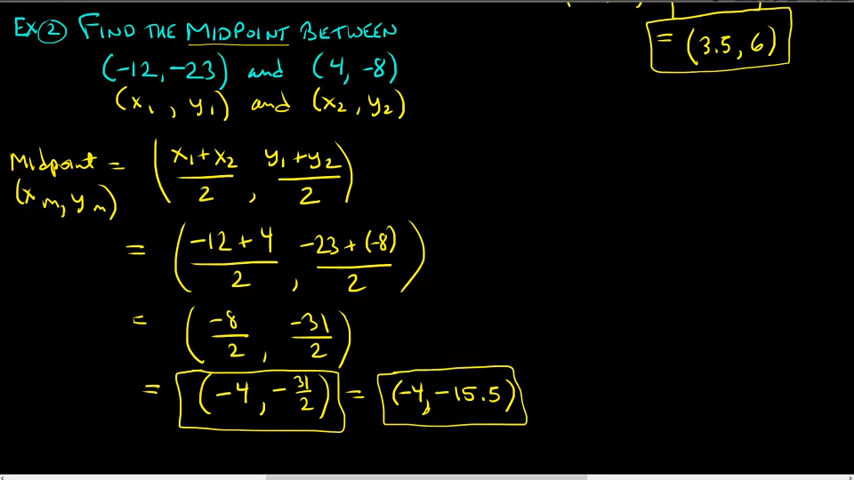 Ex ② FIND THE MIDPOINT BETWEEN
(-12, -23) and (4, -8)
(x₁, y₁) and (x₂, y₂)
Midpoint = (x₁+x₂/2, y₁+y₂/2)
(xₘ, yₘ)
= (-12+4/2, -23+(-8)/2)
= (-8/2, -31/2)
= (-4, -31/2) = (-4, -15.5)
= (3.5, 6)